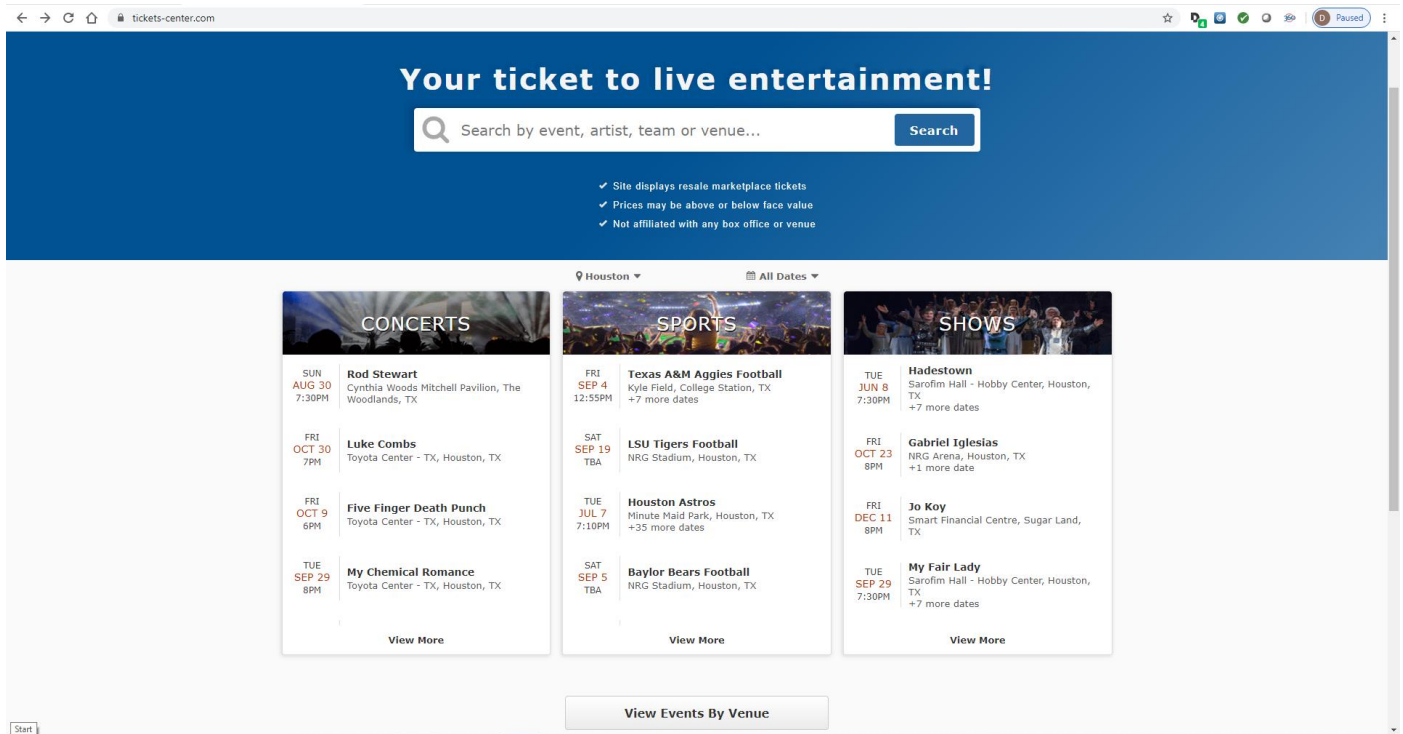 tickets-center.com
4
D
Paused
Your ticket to live entertainment!
Search by event, artist, team or venue...
Search
Site displays resale marketplace tickets
Prices may be above or below face value
Not affiliated with any box office or venue
Houston
All Dates
CONCERTS
SUN
AUG 30
7:30PM
Rod Stewart
Cynthia Woods Mitchell Pavilion, The
Woodlands, TX
FRI
OCT 30
7PM
Luke Combs
Toyota Center - TX, Houston, TX
FRI
OCT 9
6PM
Five Finger Death Punch
Toyota Center - TX, Houston, TX
TUE
SEP 29
8PM
My Chemical Romance
Toyota Center - TX, Houston, TX
View More
SPORTS
FRI
SEP 4
12:55PM
Texas A&M Aggies Football
Kyle Field, College Station, TX
+7 more dates
SAT
SEP 19
TBA
LSU Tigers Football
NRG Stadium, Houston, TX
TUE
JUL 7
7:10PM
Houston Astros
Minute Maid Park, Houston, TX
+35 more dates
SAT
SEP 5
TBA
Baylor Bears Football
NRG Stadium, Houston, TX
View More
SHOWS
TUE
JUN 8
7:30PM
Hadestown
Sarofim Hall - Hobby Center, Houston,
TX
+7 more dates
FRI
OCT 23
8PM
Gabriel Iglesias
NRG Arena, Houston, TX
+1 more date
FRI
DEC 11
8PM
Jo Koy
Smart Financial Centre, Sugar Land,
TX
TUE
SEP 29
7:30PM
My Fair Lady
Sarofim Hall - Hobby Center, Houston,
TX
+7 more dates
View More
View Events By Venue
Start